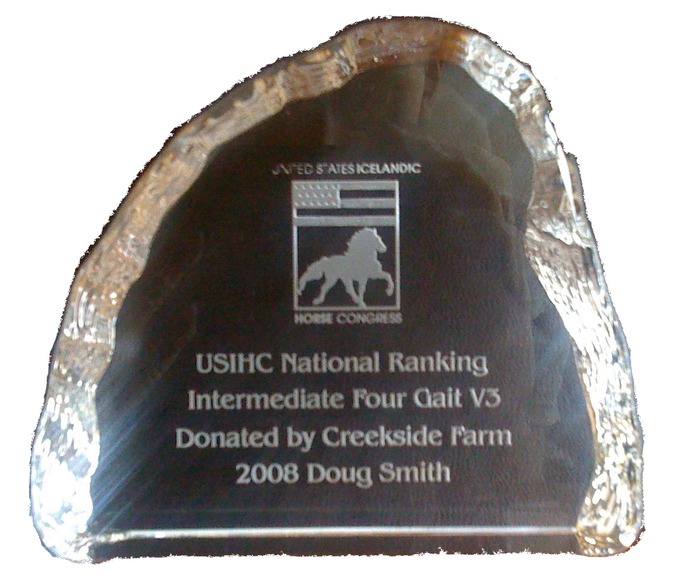 UNITED STATES ICELANDIC
HORSE CONGRESS
USIHC National Ranking
Intermediate Four Gait V3
Donated by Creekside Farm
2008 Doug Smith